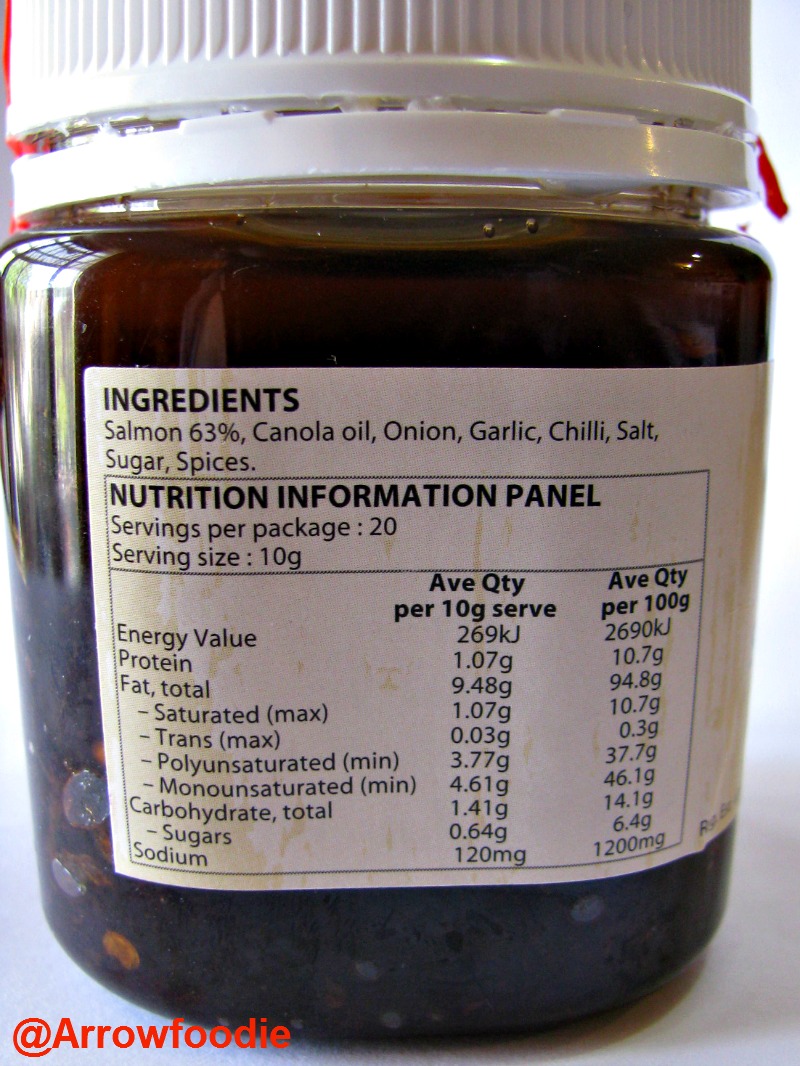 INGREDIENTS
Salmon 63%, Canola oil, Onion, Garlic, Chilli, Salt,
Sugar, Spices.
NUTRITION INFORMATION PANEL
Servings per package : 20
Serving size : 10g
Ave Qty per 10g serve Ave Qty per 100g
Energy Value 269kJ 2690kJ
Protein 1.07g 10.7g
Fat, total 9.48g 94.8g
– Saturated (max) 1.07g 10.7g
– Trans (max) 0.03g 0.3g
– Polyunsaturated (min) 3.77g 37.7g
– Monounsaturated (min) 4.61g 46.1g
Carbohydrate, total 1.41g 14.1g
– Sugars 0.64g 6.4g
Sodium 120mg 1200mg
@Arrowfoodie